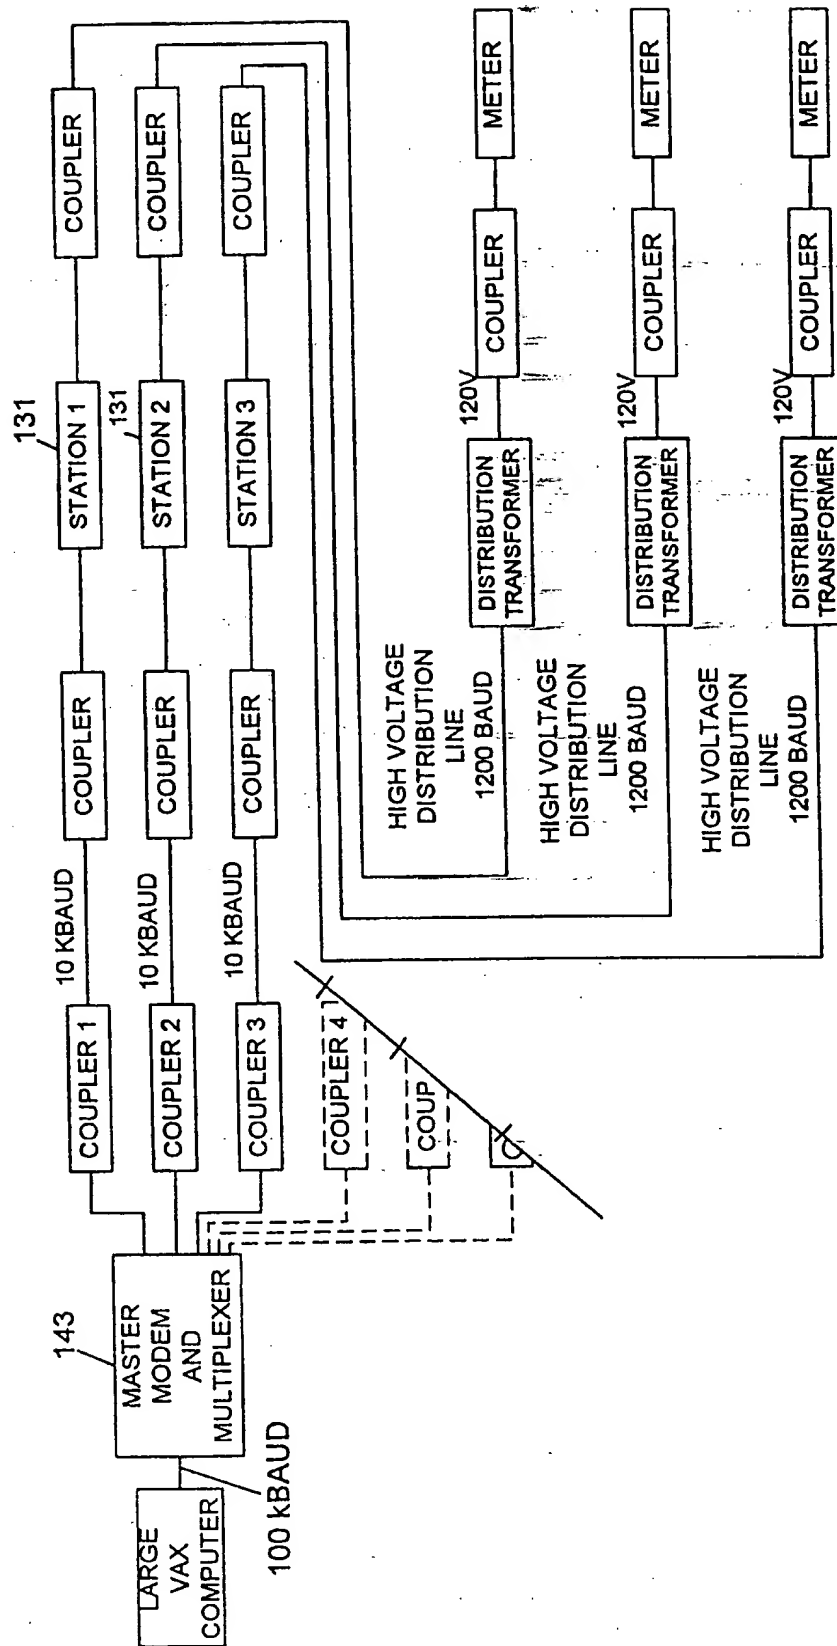 LARGE
VAX
COMPUTER
100 kBAUD
143
MASTER
MODEM
AND
MULTIPLEXER
COUPLER 1
10 KBAUD
COUPLER
131
STATION 1
COUPLER
COUPLER 2
10 KBAUD
COUPLER
131
STATION 2
COUPLER
COUPLER 3
10 KBAUD
COUPLER
STATION 3
COUPLER
COUPLER 4
COUP
C
HIGH VOLTAGE
DISTRIBUTION
LINE
1200 BAUD
DISTRIBUTION
TRANSFORMER
120V
COUPLER
METER
HIGH VOLTAGE
DISTRIBUTION
LINE
1200 BAUD
DISTRIBUTION
TRANSFORMER
120V
COUPLER
METER
HIGH VOLTAGE
DISTRIBUTION
LINE
1200 BAUD
DISTRIBUTION
TRANSFORMER
120V
COUPLER
METER